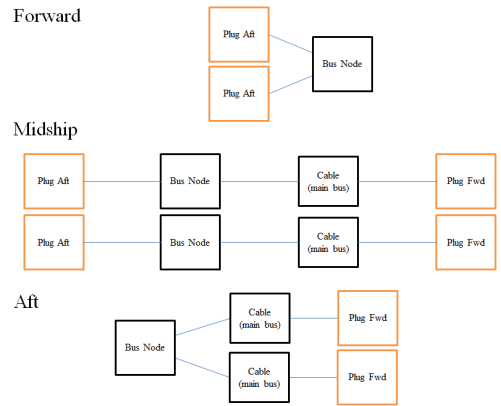 Forward
Plug Aft
Bus Node
Plug Aft
Midship
Plug Aft
Bus Node
Cable
(main bus)
Plug Fwd
Plug Aft
Bus Node
Cable
(main bus)
Plug Fwd
Aft
Bus Node
Cable
(main bus)
Plug Fwd
Cable
(main bus)
Plug Fwd